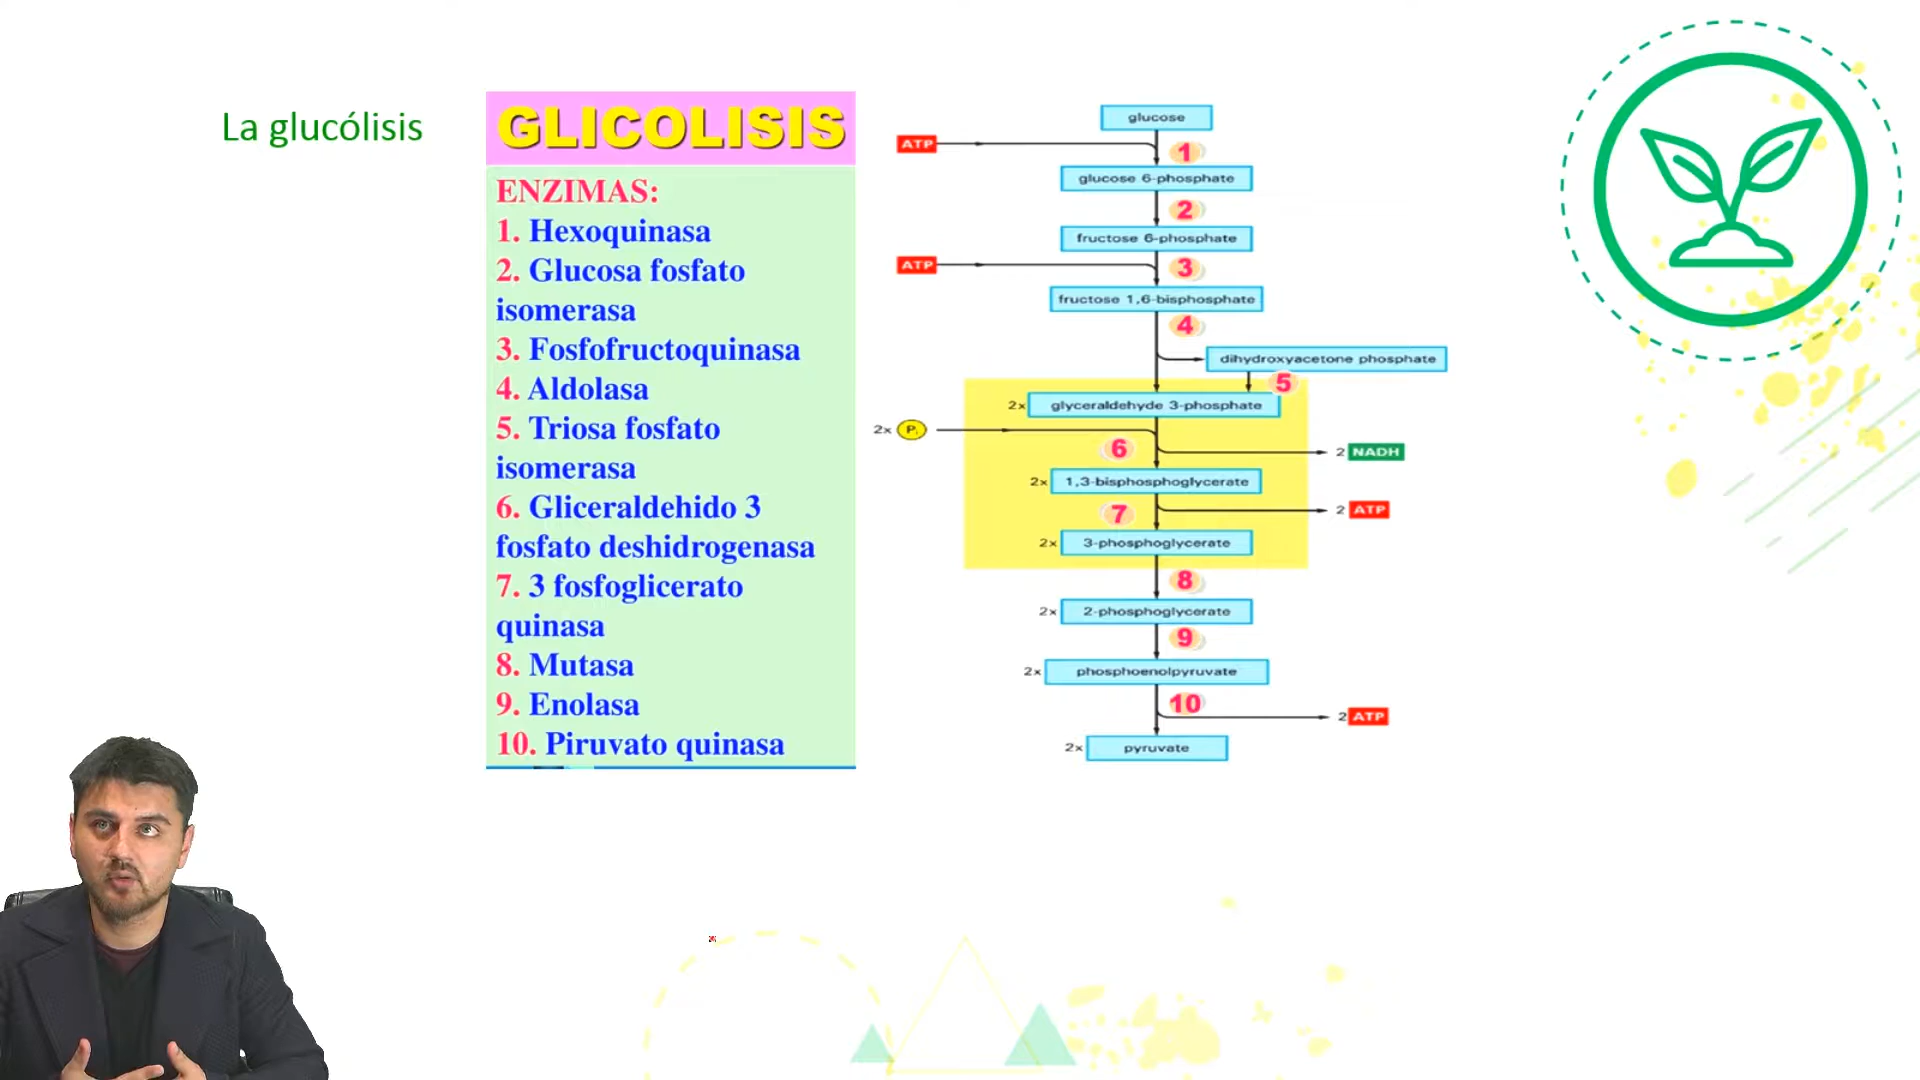 La glucólisis
GLICOLISIS
ENZIMAS:
1. Hexoquinasa
2. Glucosa fosfato
isomerasa
3. Fosfofructoquinasa
4. Aldolasa
5. Triosa fosfato
isomerasa
6. Gliceraldehido 3
fosfato deshidrogenasa
7. 3 fosfoglicerato
quinasa
8. Mutasa
9. Enolasa
10. Piruvato quinasa
glucose
ATP
1
glucose 6-phosphate
2
fructose 6-phosphate
ATP
3
fructose 1,6-bisphosphate
4
dihydroxyacetone phosphate
5
2x glyceraldehyde 3-phosphate
2x Pi
6
2 NADH
2x 1,3-bisphosphoglycerate
7
2 ATP
2x 3-phosphoglycerate
8
2x 2-phosphoglycerate
9
2x phosphoenolpyruvate
10
2 ATP
2x pyruvate